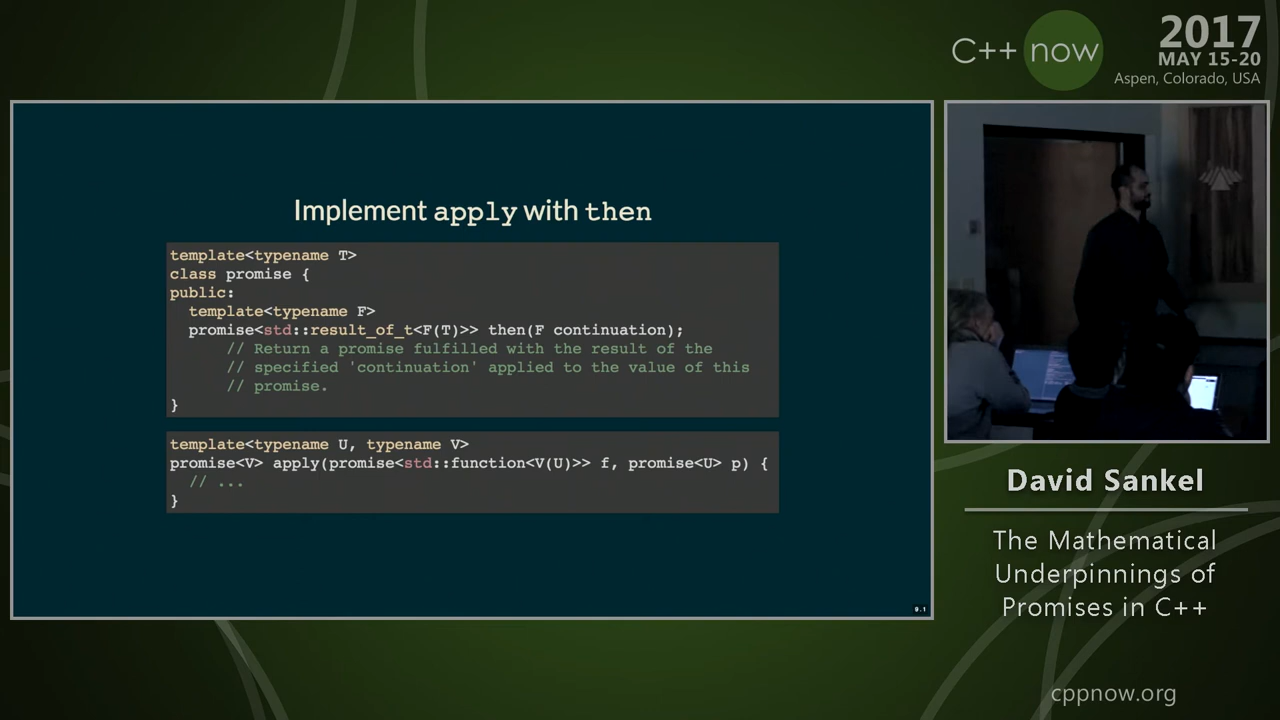 C++ now
2017
MAY 15-20
Aspen, Colorado, USA
Implement apply with then
template<typename T>
class promise {
public:
  template<typename F>
  promise<std::result_of_t<F(T)>> then(F continuation);
      // Return a promise fulfilled with the result of the
      // specified 'continuation' applied to the value of this
      // promise.
}
template<typename U, typename V>
promise<V> apply(promise<std::function<V(U)>> f, promise<U> p) {
  // ...
}
9.1
David Sankel
The Mathematical
Underpinnings of
Promises in C++
cppnow.org